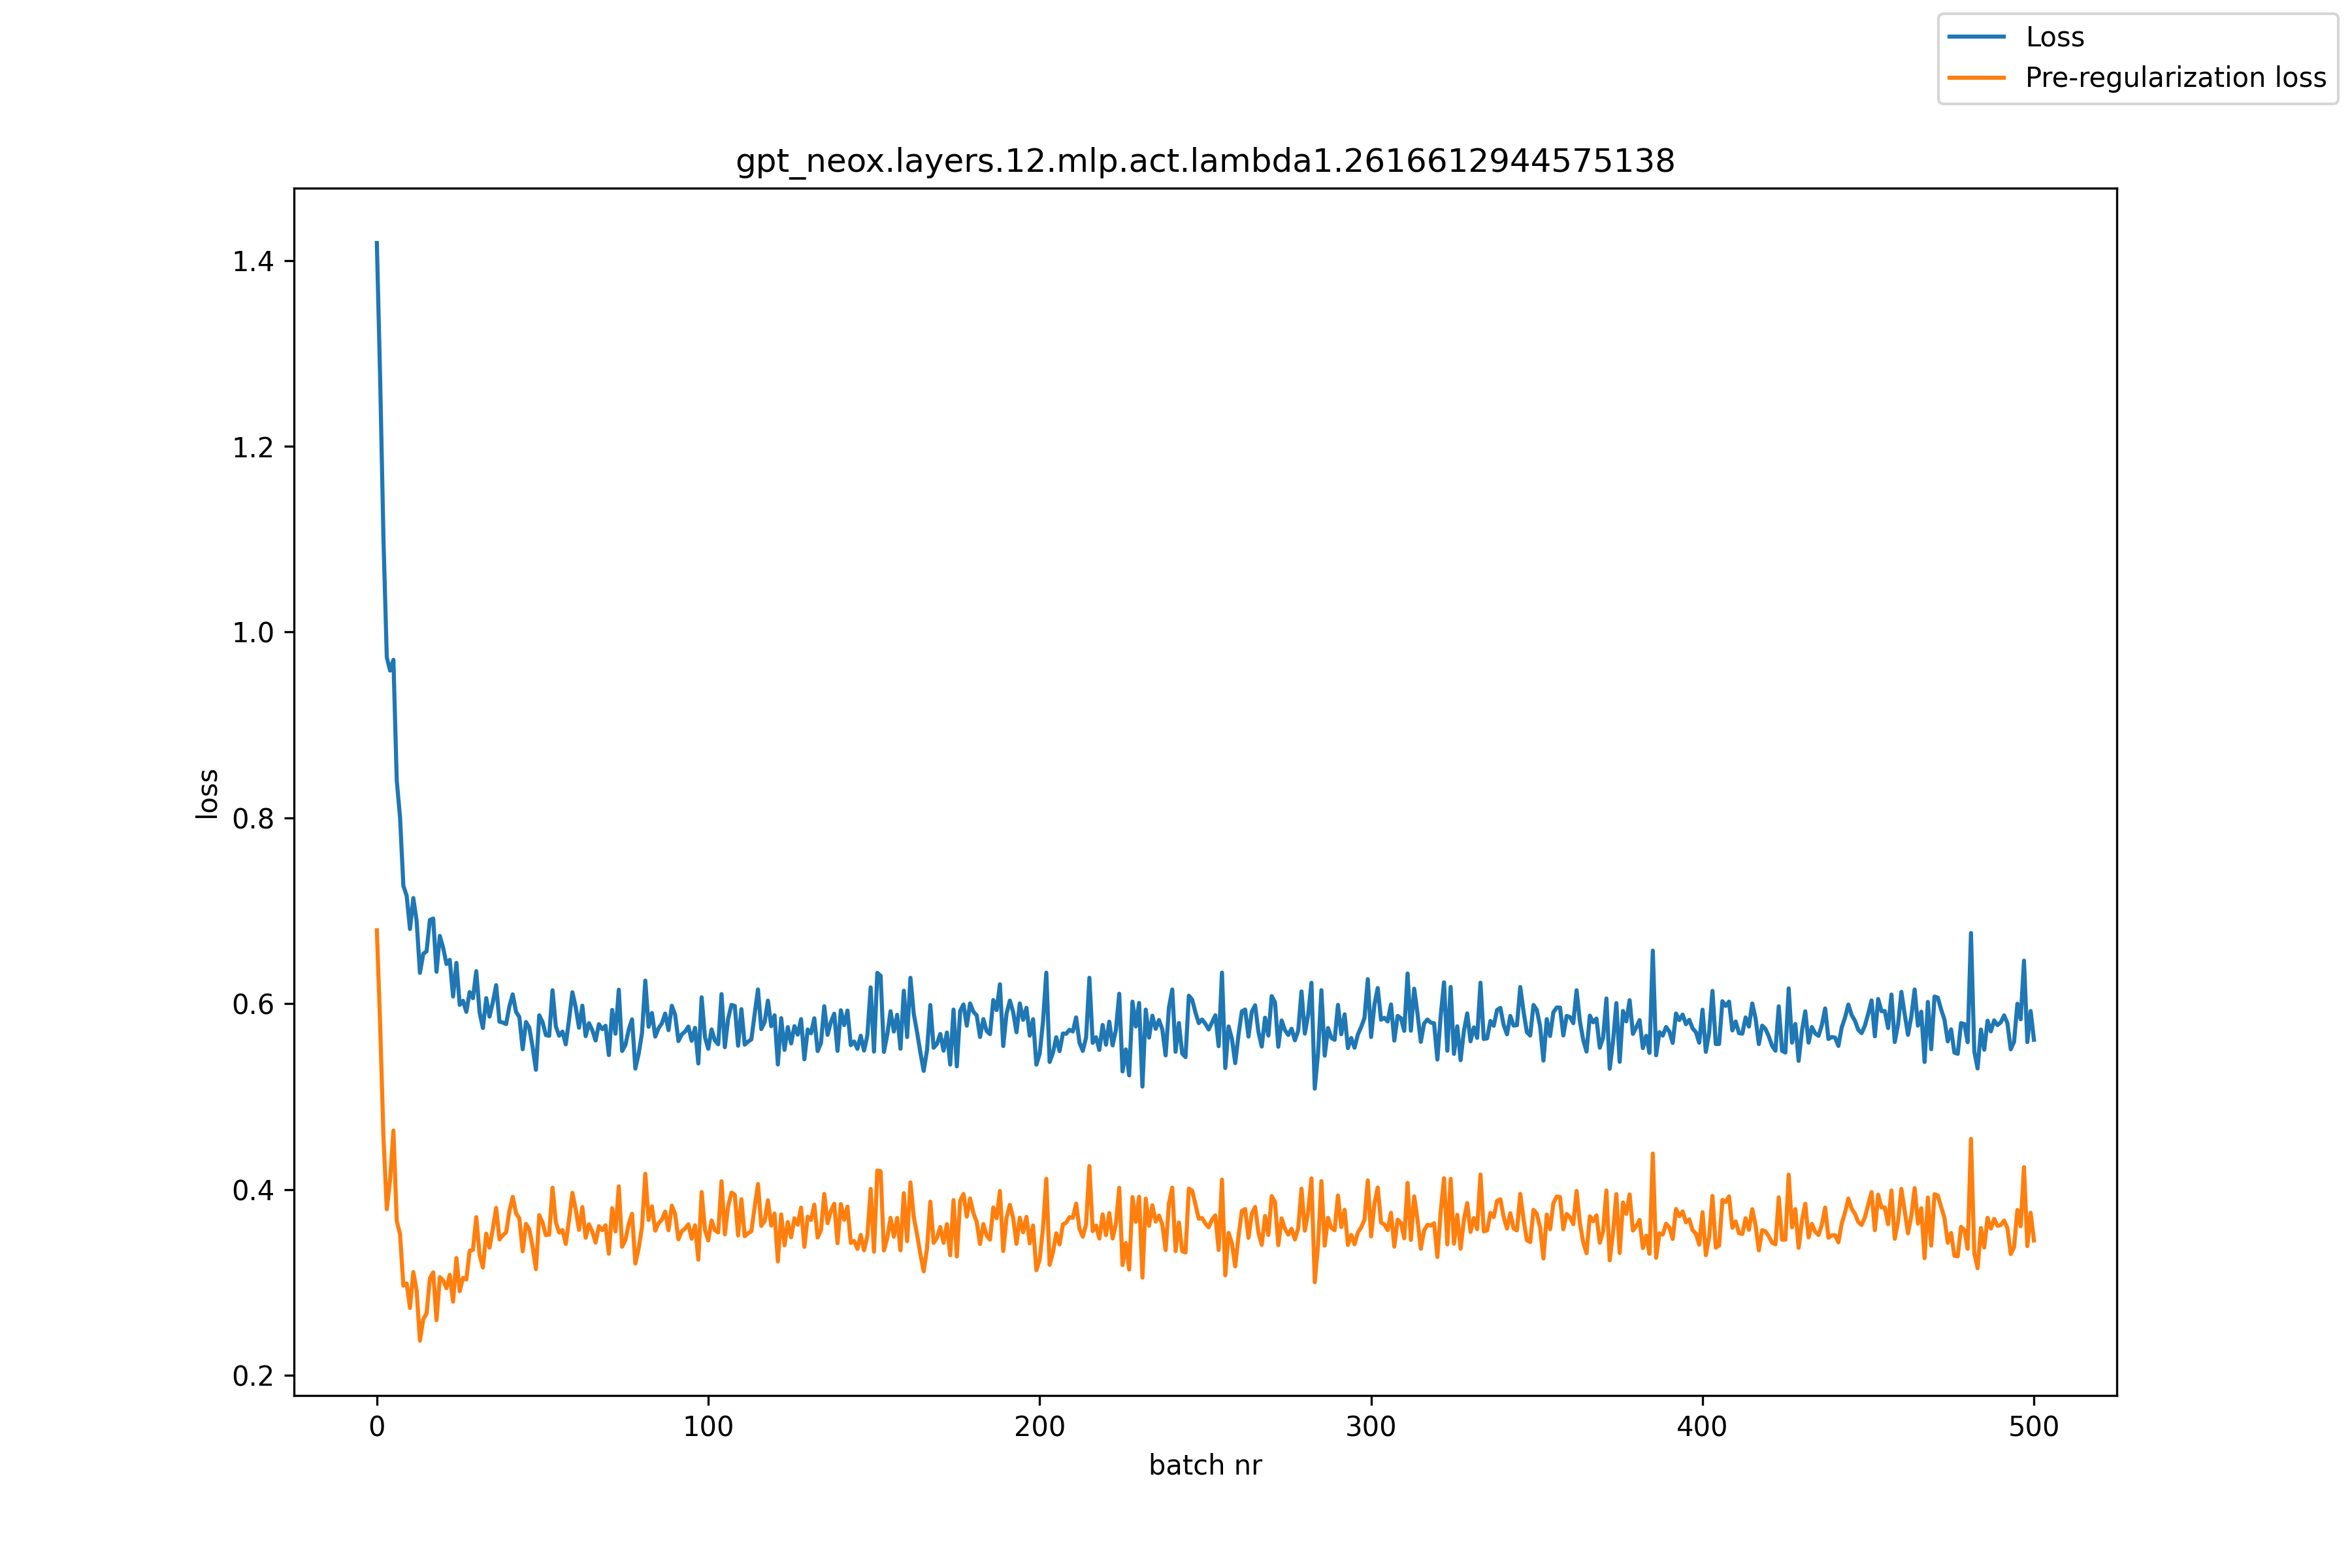 Loss
Pre-regularization loss
gpt_neox.layers.12.mlp.act.lambda1.2616612944575138
1.4
1.2
1.0
0.8
0.6
0.4
0.2
loss
0 100 200 300 400 500
batch nr